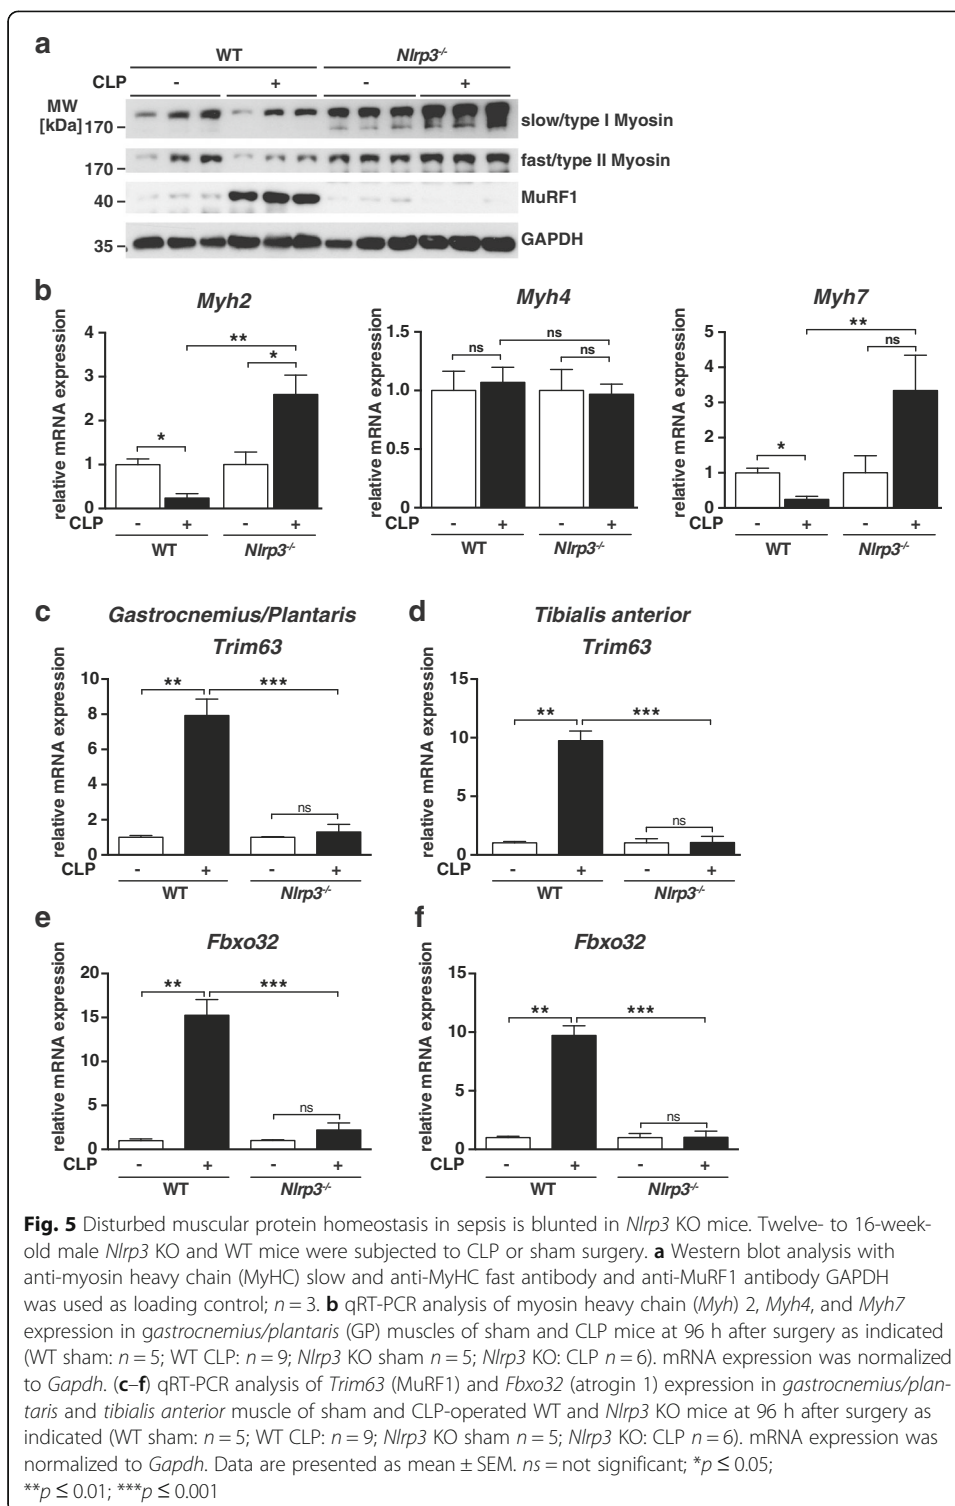 a
WT Nlrp3-/-
CLP - + - +
MW
[kDa]
170 slow/type I Myosin
170 fast/type II Myosin
40 MuRF1
35 GAPDH
b
Myh2 Myh4 Myh7
relative mRNA expression
4
3
2
1
0
** * *
CLP - + - +
WT Nlrp3-/-
relative mRNA expression
1.5
1.0
0.5
0
ns ns ns
CLP - + - +
WT Nlrp3-/-
relative mRNA expression
5
4
3
2
1
0
** ns *
CLP - + - +
WT Nlrp3-/-
c Gastrocnemius/Plantaris
Trim63
relative mRNA expression
10
8
6
4
2
0
** *** ns
CLP - + - +
WT Nlrp3-/-
d Tibialis anterior
Trim63
relative mRNA expression
15
10
5
0
** *** ns
CLP - + - +
WT Nlrp3-/-
e
Fbxo32
relative mRNA expression
20
15
10
5
0
** *** ns
CLP - + - +
WT Nlrp3-/-
f
Fbxo32
relative mRNA expression
15
10
5
0
** *** ns
CLP - + - +
WT Nlrp3-/-
Fig. 5 Disturbed muscular protein homeostasis in sepsis is blunted in Nlrp3 KO mice. Twelve- to 16-week-
old male Nlrp3 KO and WT mice were subjected to CLP or sham surgery. a Western blot analysis with
anti-myosin heavy chain (MyHC) slow and anti-MyHC fast antibody and anti-MuRF1 antibody GAPDH
was used as loading control; n = 3. b qRT-PCR analysis of myosin heavy chain (Myh) 2, Myh4, and Myh7
expression in gastrocnemius/plantaris (GP) muscles of sham and CLP mice at 96 h after surgery as indicated
(WT sham: n = 5; WT CLP: n = 9; Nlrp3 KO sham n = 5; Nlrp3 KO: CLP n = 6). mRNA expression was normalized
to Gapdh. (c–f) qRT-PCR analysis of Trim63 (MuRF1) and Fbxo32 (atrogin 1) expression in gastrocnemius/plan-
taris and tibialis anterior muscle of sham and CLP-operated WT and Nlrp3 KO mice at 96 h after surgery as
indicated (WT sham: n = 5; WT CLP: n = 9; Nlrp3 KO sham n = 5; Nlrp3 KO: CLP n = 6). mRNA expression was
normalized to Gapdh. Data are presented as mean ± SEM. ns = not significant; *p ≤ 0.05;
**p ≤ 0.01; ***p ≤ 0.001